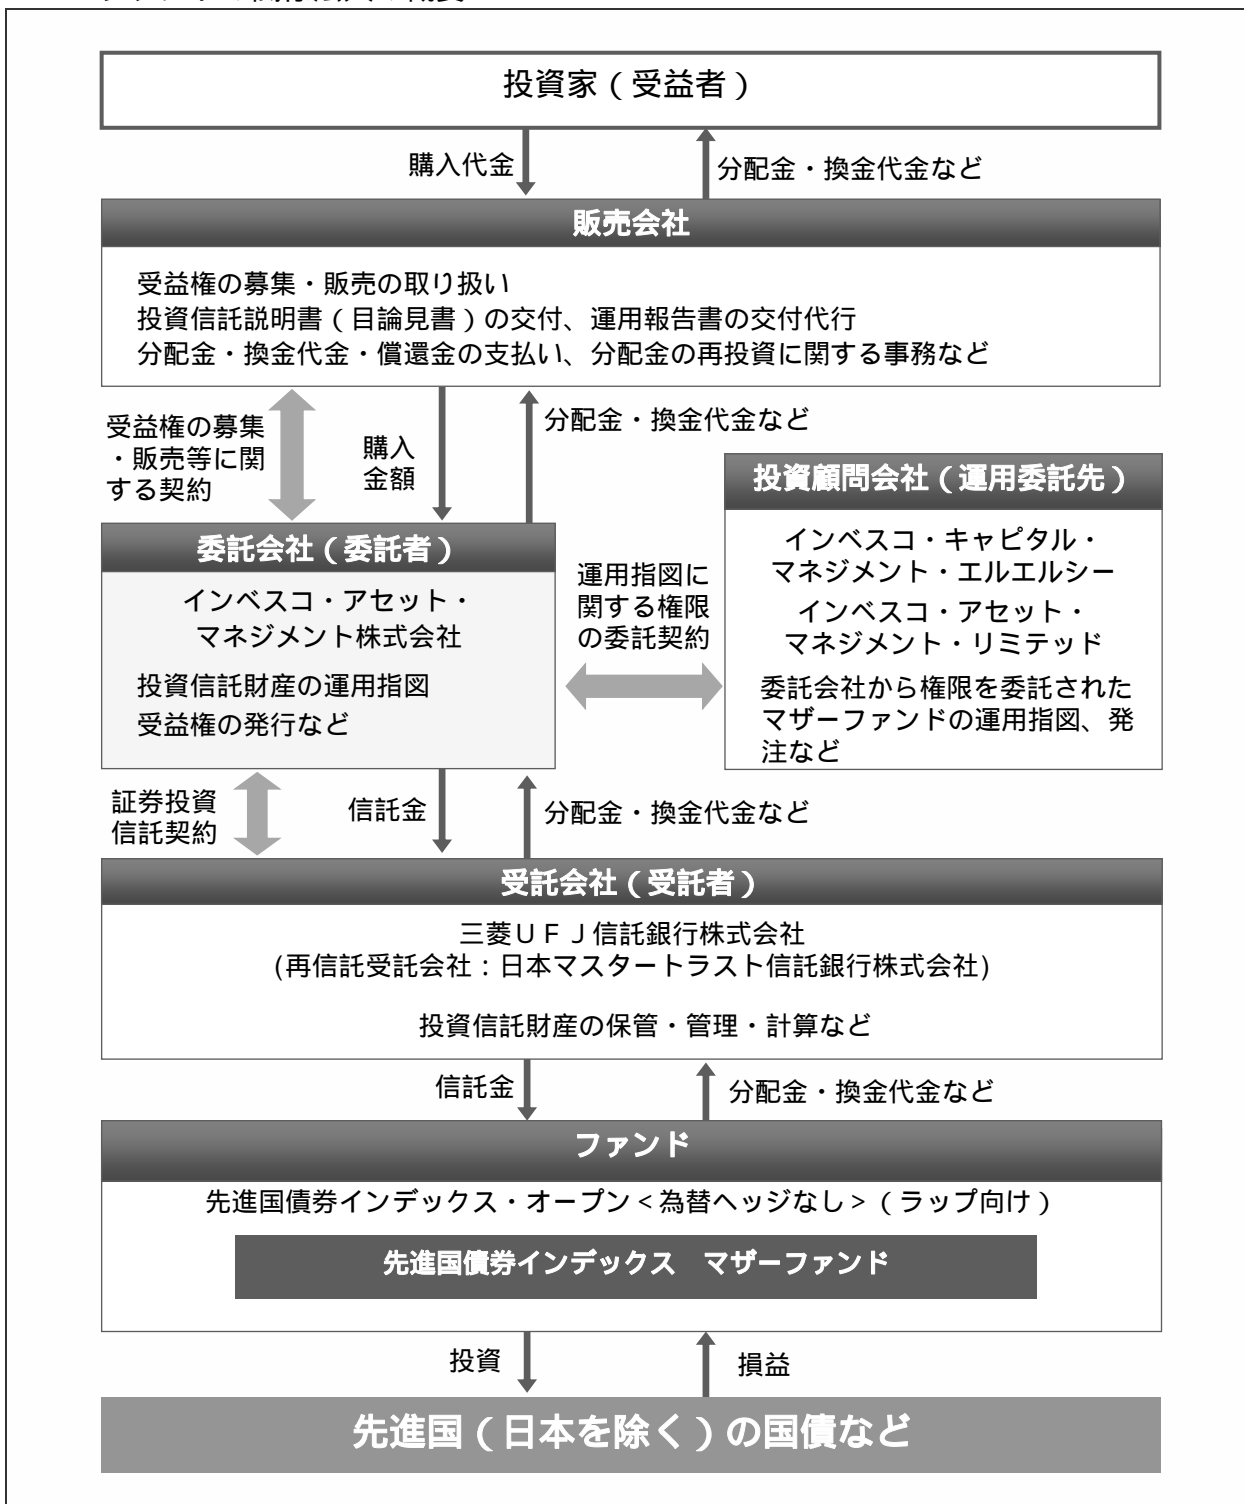 投資家（受益者）
購入代金
分配金・換金代金など
販売会社
受益権の募集・販売の取り扱い
投資信託説明書（目論見書）の交付、運用報告書の交付代行
分配金・換金代金・償還金の支払い、分配金の再投資に関する事務など
受益権の募集
・販売等に関
する契約
購入
金額
分配金・換金代金など
委託会社（委託者）
インベスコ・アセット・
マネジメント株式会社
投資信託財産の運用指図
受益権の発行など
運用指図に
関する権限
の委託契約
投資顧問会社（運用委託先）
インベスコ・キャピタル・
マネジメント・エルエルシー
インベスコ・アセット・
マネジメント・リミテッド
委託会社から権限を委託された
マザーファンドの運用指図、発
注など
証券投資
信託契約
信託金
分配金・換金代金など
受託会社（受託者）
三菱ＵＦＪ信託銀行株式会社
(再信託受託会社：日本マスタートラスト信託銀行株式会社)
投資信託財産の保管・管理・計算など
信託金
分配金・換金代金など
ファンド
先進国債券インデックス・オープン＜為替ヘッジなし＞（ラップ向け）
先進国債券インデックス　マザーファンド
投資
損益
先進国（日本を除く）の国債など